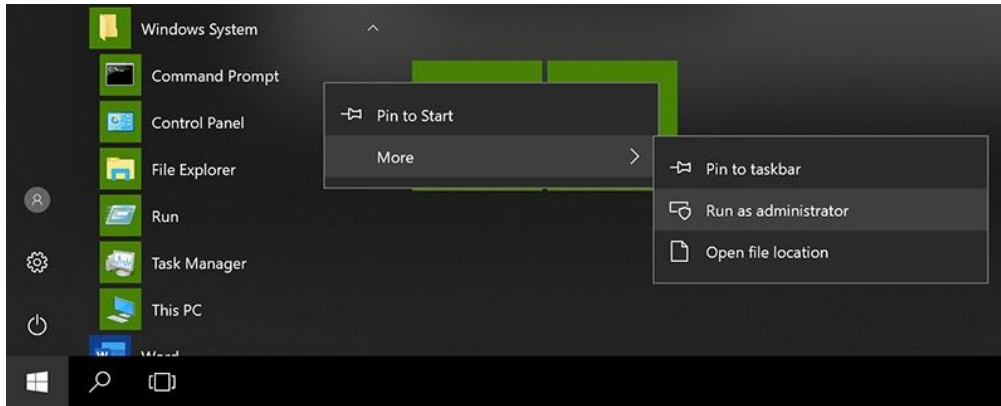 Windows System
Command Prompt
Control Panel
File Explorer
Run
Task Manager
This PC
Word
Pin to Start
More
Pin to taskbar
Run as administrator
Open file location